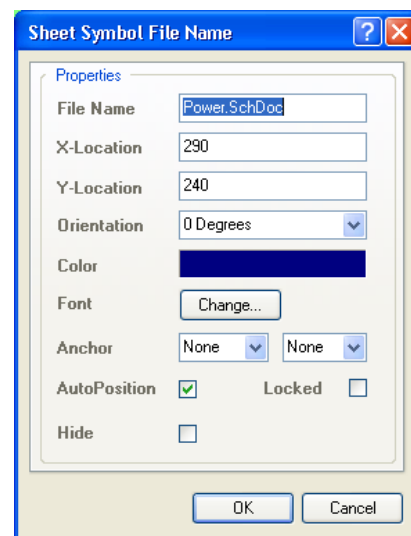 Sheet Symbol File Name
Properties
File Name Power.SchDoc
X-Location 290
Y-Location 240
Orientation 0 Degrees
Color
Font Change...
Anchor None None
AutoPosition Locked
Hide
OK Cancel